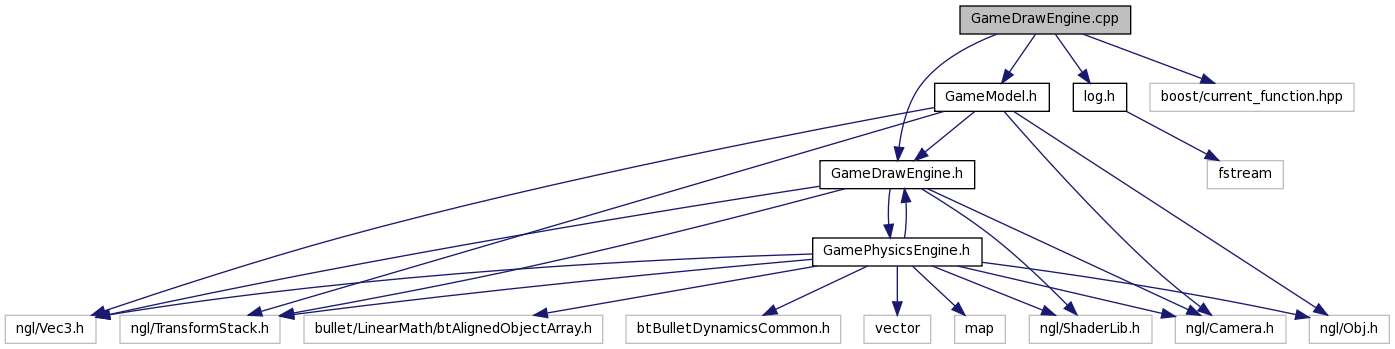 GameDrawEngine.cpp
GameModel.h
log.h
boost/current_function.hpp
GameDrawEngine.h
fstream
GamePhysicsEngine.h
ngl/Vec3.h
ngl/TransformStack.h
bullet/LinearMath/btAlignedObjectArray.h
btBulletDynamicsCommon.h
vector
map
ngl/ShaderLib.h
ngl/Camera.h
ngl/Obj.h